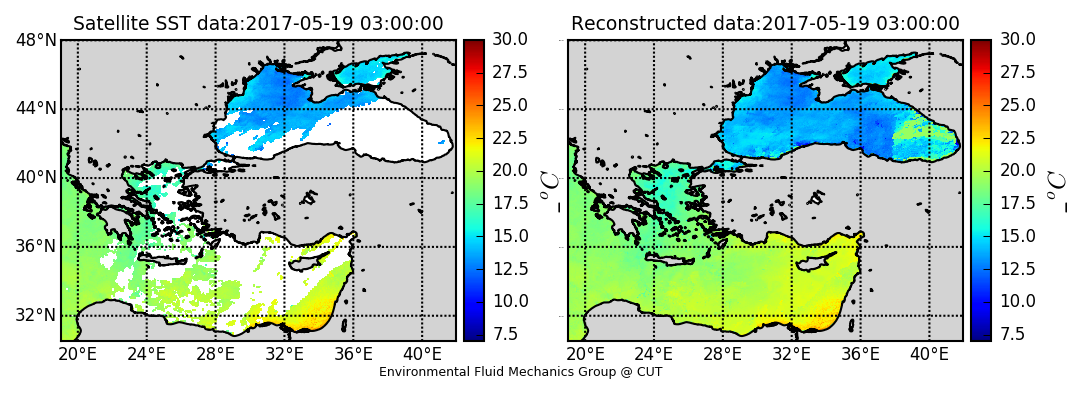 Satellite SST data:2017-05-19 03:00:00
48°N
44°N
40°N
36°N
32°N
20°E 24°E 28°E 32°E 36°E 40°E
30.0
27.5
25.0
22.5
20.0
17.5
15.0
12.5
10.0
7.5
_ °C
Reconstructed data:2017-05-19 03:00:00
20°E 24°E 28°E 32°E 36°E 40°E
30.0
27.5
25.0
22.5
20.0
17.5
15.0
12.5
10.0
7.5
_ °C
Environmental Fluid Mechanics Group @ CUT